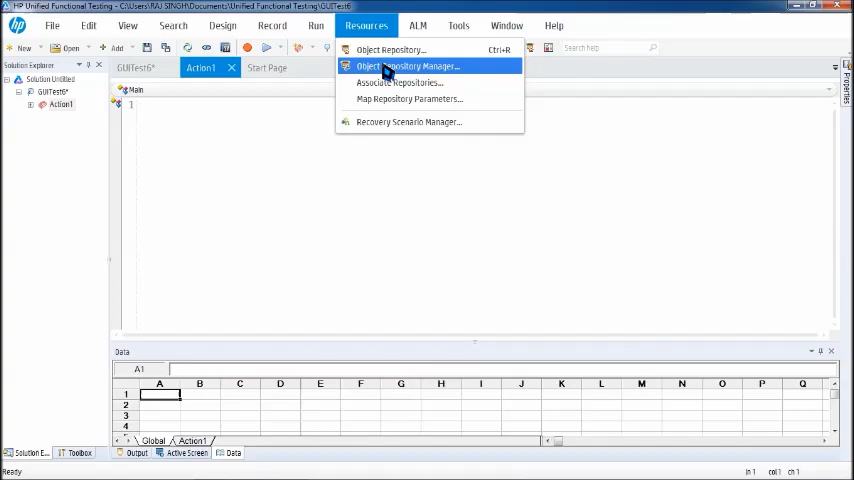 HP Unified Functional Testing - C:\Users\RAJ SINGH\Documents\Unified Functional Testing\GUITest6
File Edit View Search Design Record Run Resources ALM Tools Window Help
New Open Add Search help
Object Repository... Ctrl+R
Object Repository Manager...
Associate Repositories...
Map Repository Parameters...
Recovery Scenario Manager...
Solution Explorer
Solution Untitled
GUITest6*
Action1
GUITest6* Action1 Start Page
Main
1
Properties
Data
A1
A B C D E F G H I J K L M N O P Q
1
2
3
4
Global Action1
Solution E... Toolbox Output Active Screen Data
Ready ln 1 col 1 ch 1